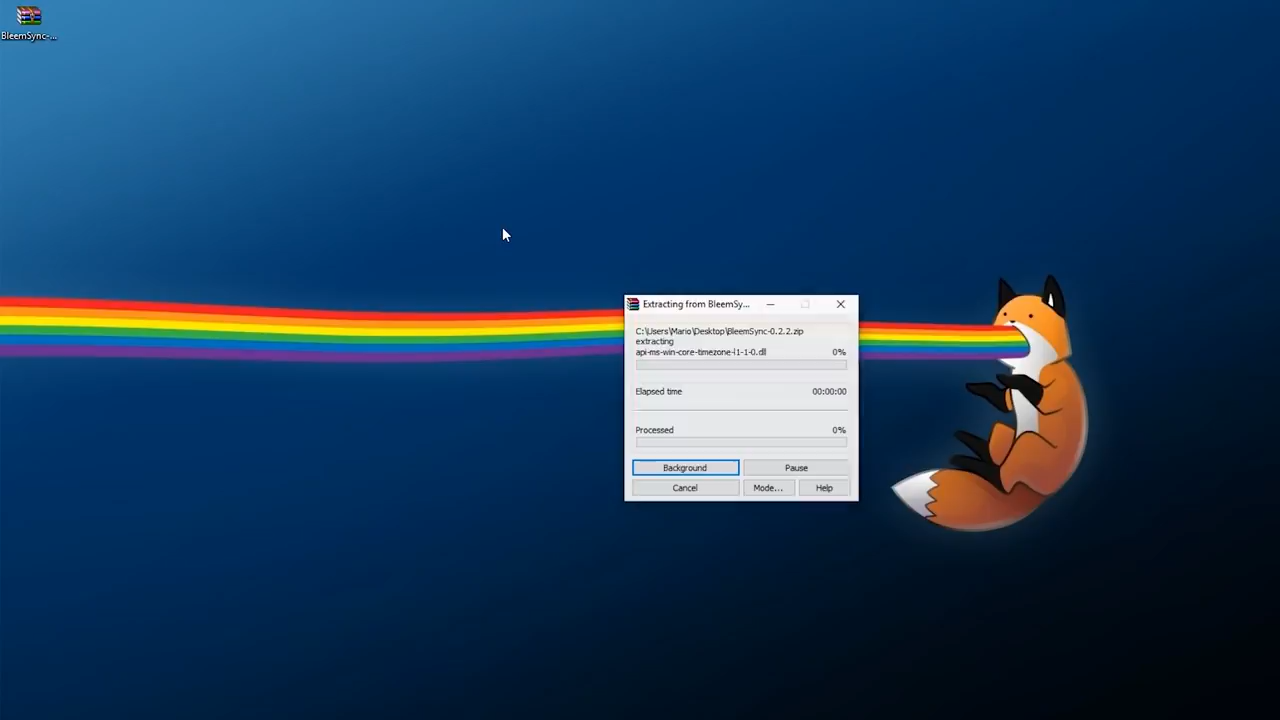 BleemSync-...
Extracting from BleemSy...
C:\Users\Mario\Desktop\BleemSync-0.2.2.zip
extracting
api-ms-win-core-timezone-l1-1-0.dll 0%
Elapsed time 00:00:00
Processed 0%
Background Pause
Cancel Mode... Help